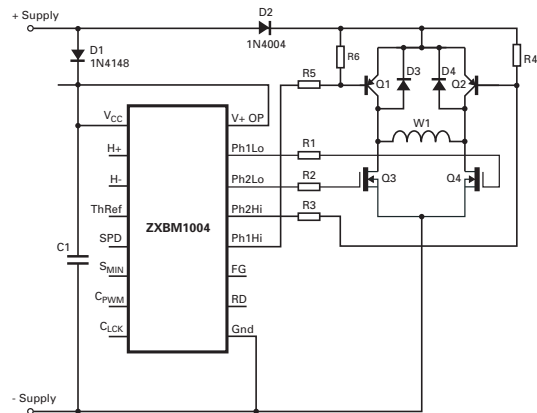 + Supply
D2
1N4004
D1
1N4148
R6
R4
D3
D4
Q1
Q2
R5
VCC
V+ OP
W1
H+
Ph1Lo
R1
H-
Ph2Lo
R2
Q3
Q4
ThRef
ZXBM1004
Ph2Hi
R3
SPD
Ph1Hi
C1
SMIN
FG
CPWM
RD
CLCK
Gnd
- Supply